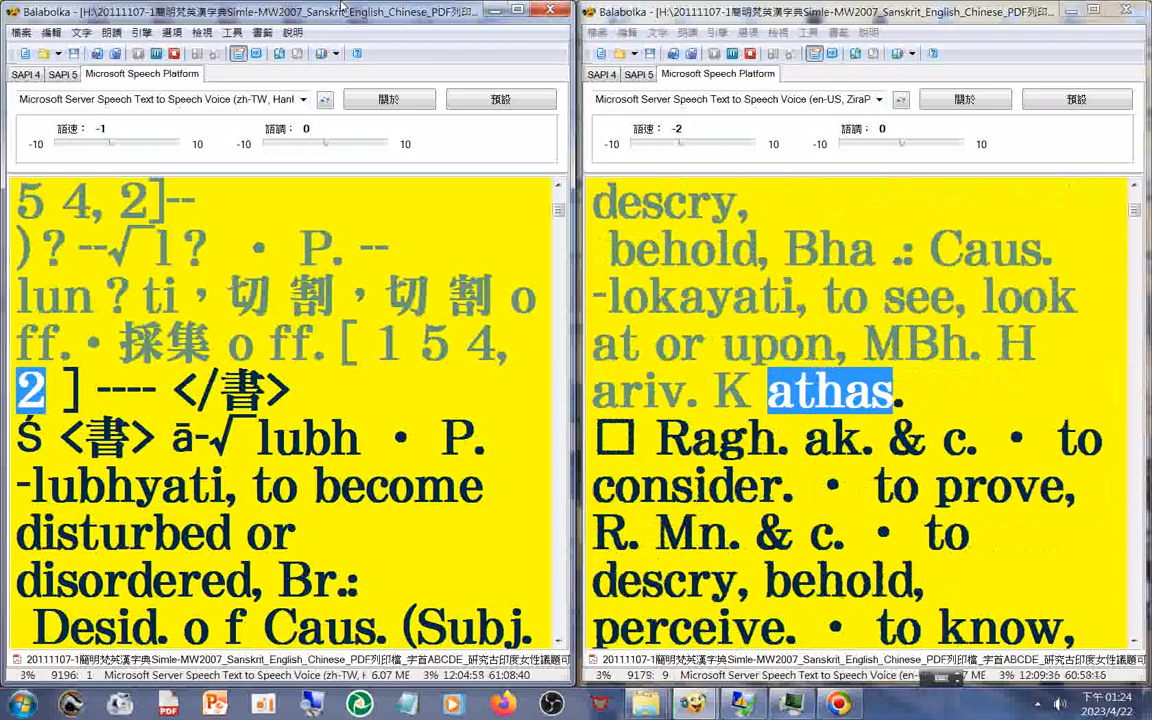 Balabolka - [H:\20111107-1簡明梵英漢字典Simle-MW2007_Sanskrit_English_Chinese_PDF列印...
檔案 編輯 文字 朗讀 引擎 選項 檢視 工具 書籤 說明
SAPI 4 SAPI 5 Microsoft Speech Platform
Microsoft Server Speech Text to Speech Voice (zh-TW, Hanl 關於 預設
語速： -1 語調： 0
-10 10 -10 10
5 4, 2]--
)？--√l？ • P. --
lun？ti，切 割，切 割 o
ff.•採集 o ff. [ 1 5 4,
2 ] ---- </書>
Ś <書> ā-√lubh • P.
-lubhyati, to become
disturbed or
disordered, Br.:
Desid. o f Caus. (Subj.
20111107-1簡明梵英漢字典Simle-MW2007_Sanskrit_English_Chinese_PDF列印檔_字首ABCDE_研究古印度女性議題可
3% 9196: 1 Microsoft Server Speech Text to Speech Voice (zh-TW, 6.07 ME 3% 12:04:53 61:08:40
Balabolka - [H:\20111107-1簡明梵英漢字典Simle-MW2007_Sanskrit_English_Chinese_PDF列印...
檔案 編輯 文字 朗讀 引擎 選項 檢視 工具 書籤 說明
SAPI 4 SAPI 5 Microsoft Speech Platform
Microsoft Server Speech Text to Speech Voice (en-US, ZiraP 關於 預設
語速： -2 語調： 0
-10 10 -10 10
descry,
behold, Bha .: Caus.
-lokayati, to see, look
at or upon, MBh. H
ariv. K athas.
□ Ragh. ak. & c. • to
consider. • to prove,
R. Mn. & c. • to
descry, behold,
perceive. • to know,
20111107-1簡明梵英漢字典Simle-MW2007_Sanskrit_English_Chinese_PDF列印檔_字首ABCDE_研究古印度女性議題可
3% 9178: 9 Microsoft Server Speech Text to Speech Voice (en-US, ZiraP 3% 12:09:36
下午 01:24
2023/4/22